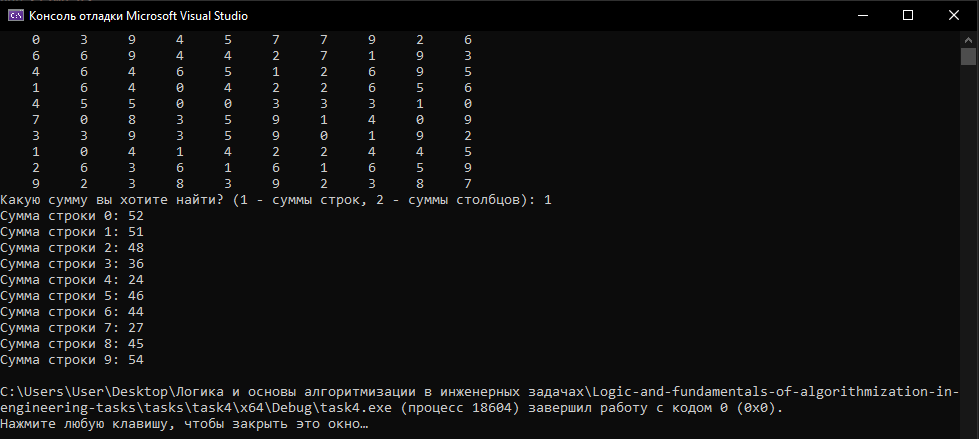 Консоль отладки Microsoft Visual Studio
0 3 9 4 5 7 7 9 2 6
6 6 9 4 4 2 7 1 9 3
4 6 4 6 5 1 2 6 9 5
1 6 4 0 4 2 2 6 5 6
4 5 5 0 0 3 3 3 1 0
7 0 8 3 5 9 1 4 0 9
3 3 9 3 5 9 0 1 9 2
1 0 4 1 4 2 2 4 4 5
2 6 3 6 1 6 1 6 5 9
9 2 3 8 3 9 2 3 8 7
Какую сумму вы хотите найти? (1 - суммы строк, 2 - суммы столбцов): 1
Сумма строки 0: 52
Сумма строки 1: 51
Сумма строки 2: 48
Сумма строки 3: 36
Сумма строки 4: 24
Сумма строки 5: 46
Сумма строки 6: 44
Сумма строки 7: 27
Сумма строки 8: 45
Сумма строки 9: 54
C:\Users\User\Desktop\Логика и основы алгоритмизации в инженерных задачах\Logic-and-fundamentals-of-algorithmization-in-
engineering-tasks\tasks\task4\x64\Debug\task4.exe (процесс 18604) завершил работу с кодом 0 (0x0).
Нажмите любую клавишу, чтобы закрыть это окно…